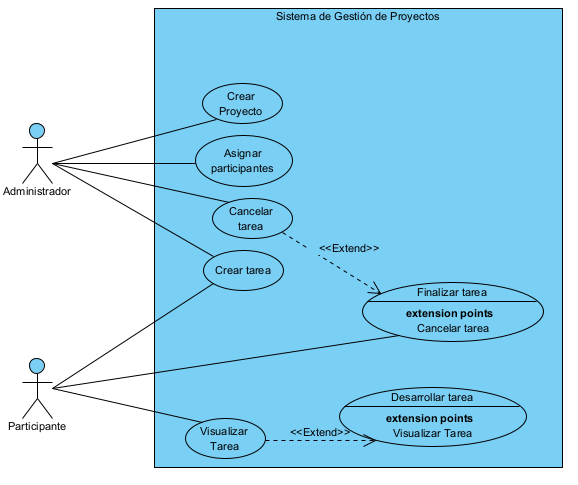 Sistema de Gestión de Proyectos
Crear
Proyecto
Asignar
participantes
Administrador
Cancelar
tarea
<<Extend>>
Crear tarea
Finalizar tarea
extension points
Cancelar tarea
Participante
Desarrollar tarea
extension points
Visualizar Tarea
Visualizar
Tarea
<<Extend>>